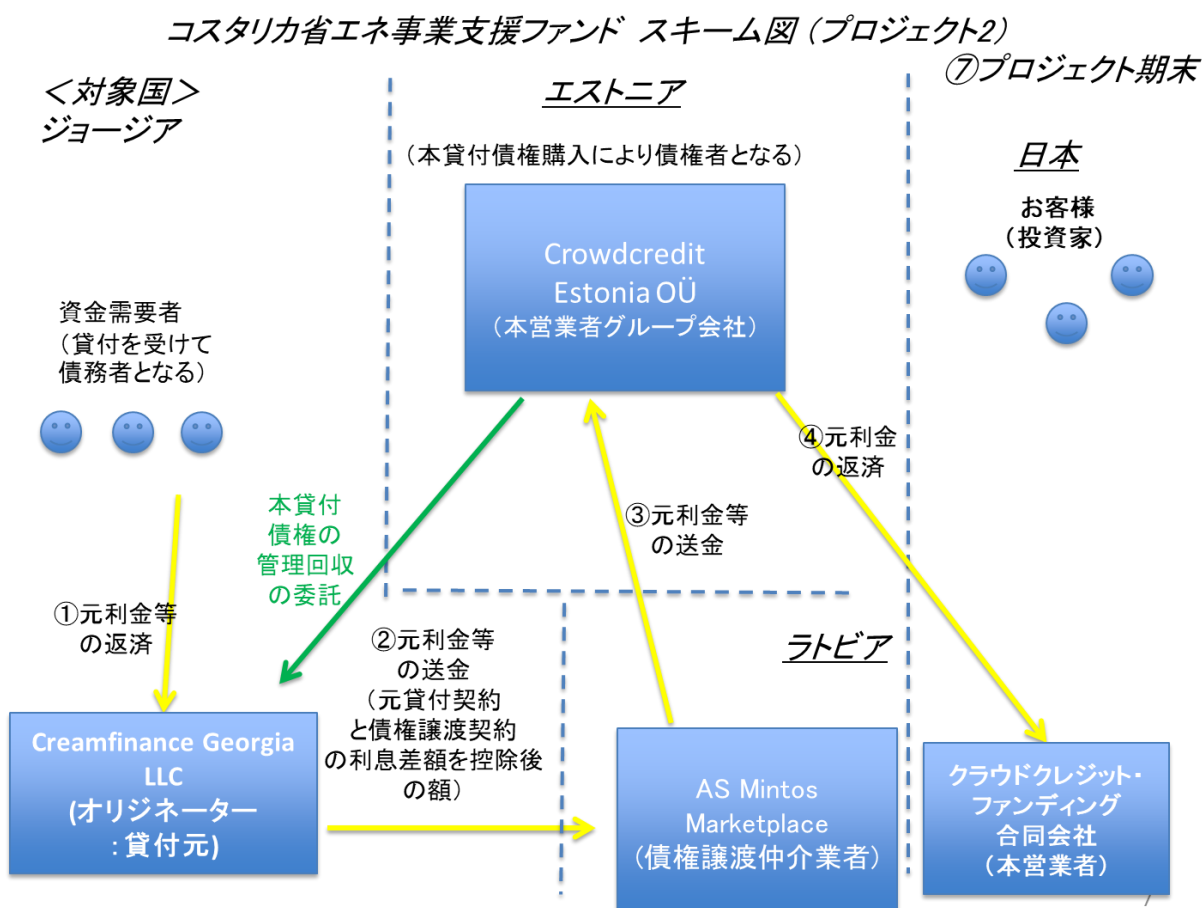 コスタリカ省エネ事業支援ファンド スキーム図（プロジェクト2）
＜対象国＞
ジョージア
エストニア
⑦プロジェクト期末
（本貸付債権購入により債権者となる）
日本
お客様
（投資家）
Crowdcredit
Estonia OÜ
（本営業者グループ会社）
資金需要者
（貸付を受けて
債務者となる）
④元利金
の返済
本貸付
債権の
管理回収
の委託
③元利金等
の送金
①元利金等
の返済
②元利金等
の送金
（元貸付契約
と債権譲渡契約
の利息差額を控除後
の額）
ラトビア
Creamfinance Georgia
LLC
(オリジネーター
：貸付元)
AS Mintos
Marketplace
（債権譲渡仲介業者）
クラウドクレジット・
ファンディング
合同会社
（本営業者）